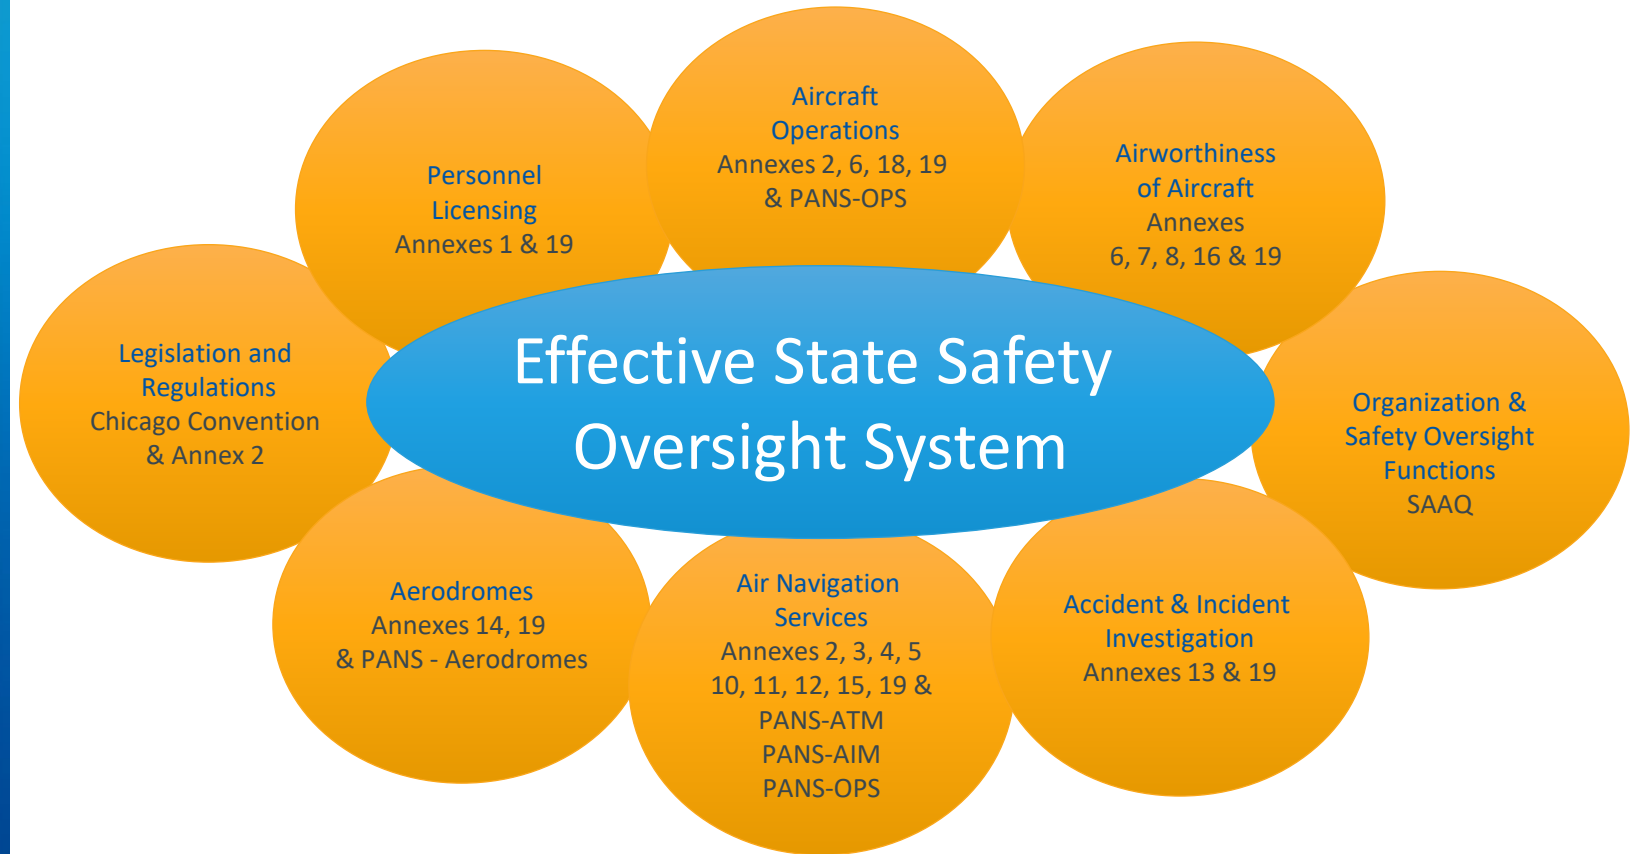 Aircraft
Operations
Annexes 2, 6, 18, 19
& PANS-OPS
Personnel
Licensing
Annexes 1 & 19
Airworthiness
of Aircraft
Annexes
6, 7, 8, 16 & 19
Legislation and
Regulations
Chicago Convention
& Annex 2
Effective State Safety
Oversight System
Organization &
Safety Oversight
Functions
SAAQ
Aerodromes
Annexes 14, 19
& PANS - Aerodromes
Air Navigation
Services
Annexes 2, 3, 4, 5
10, 11, 12, 15, 19 &
PANS-ATM
PANS-AIM
PANS-OPS
Accident & Incident
Investigation
Annexes 13 & 19